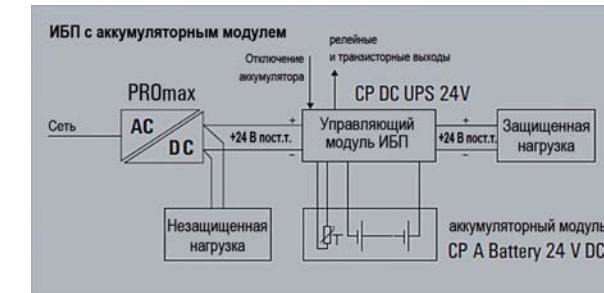 ИБП с аккумуляторным модулем
Отключение
аккумулятора
релейные
и транзисторные выходы
PROmax
CP DC UPS 24V
Сеть
AC
DC
+
+24 В пост.т.
–
Управляющий
модуль ИБП
+
+24 В пост.т.
–
Защищенная
нагрузка
Незащищенная
нагрузка
T
аккумуляторный модуль
CP A Battery 24 V DC